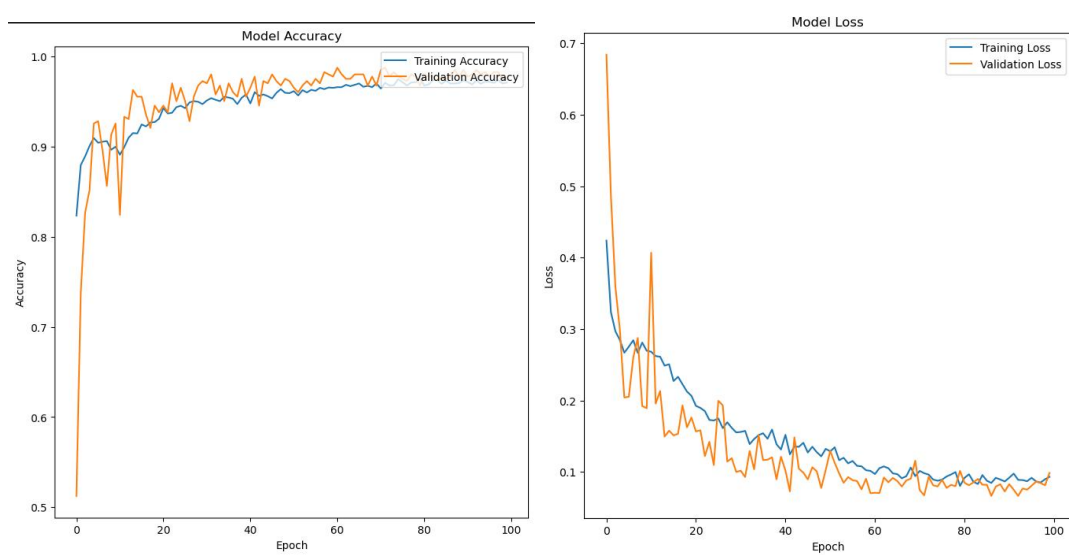 Model Accuracy
1.0
0.9
0.8
0.7
0.6
0.5
Accuracy
Training Accuracy
Validation Accuracy
0
20
40
60
80
100
Epoch
Model Loss
0.7
0.6
0.5
0.4
0.3
0.2
0.1
Loss
Training Loss
Validation Loss
0
20
40
60
80
100
Epoch